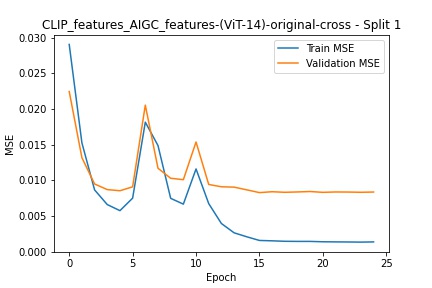 CLIP_features_AIGC_features-(ViT-14)-original-cross - Split 1
0.030
0.025
0.020
0.015
0.010
0.005
0.000
MSE
Train MSE
Validation MSE
0 5 10 15 20 25
Epoch